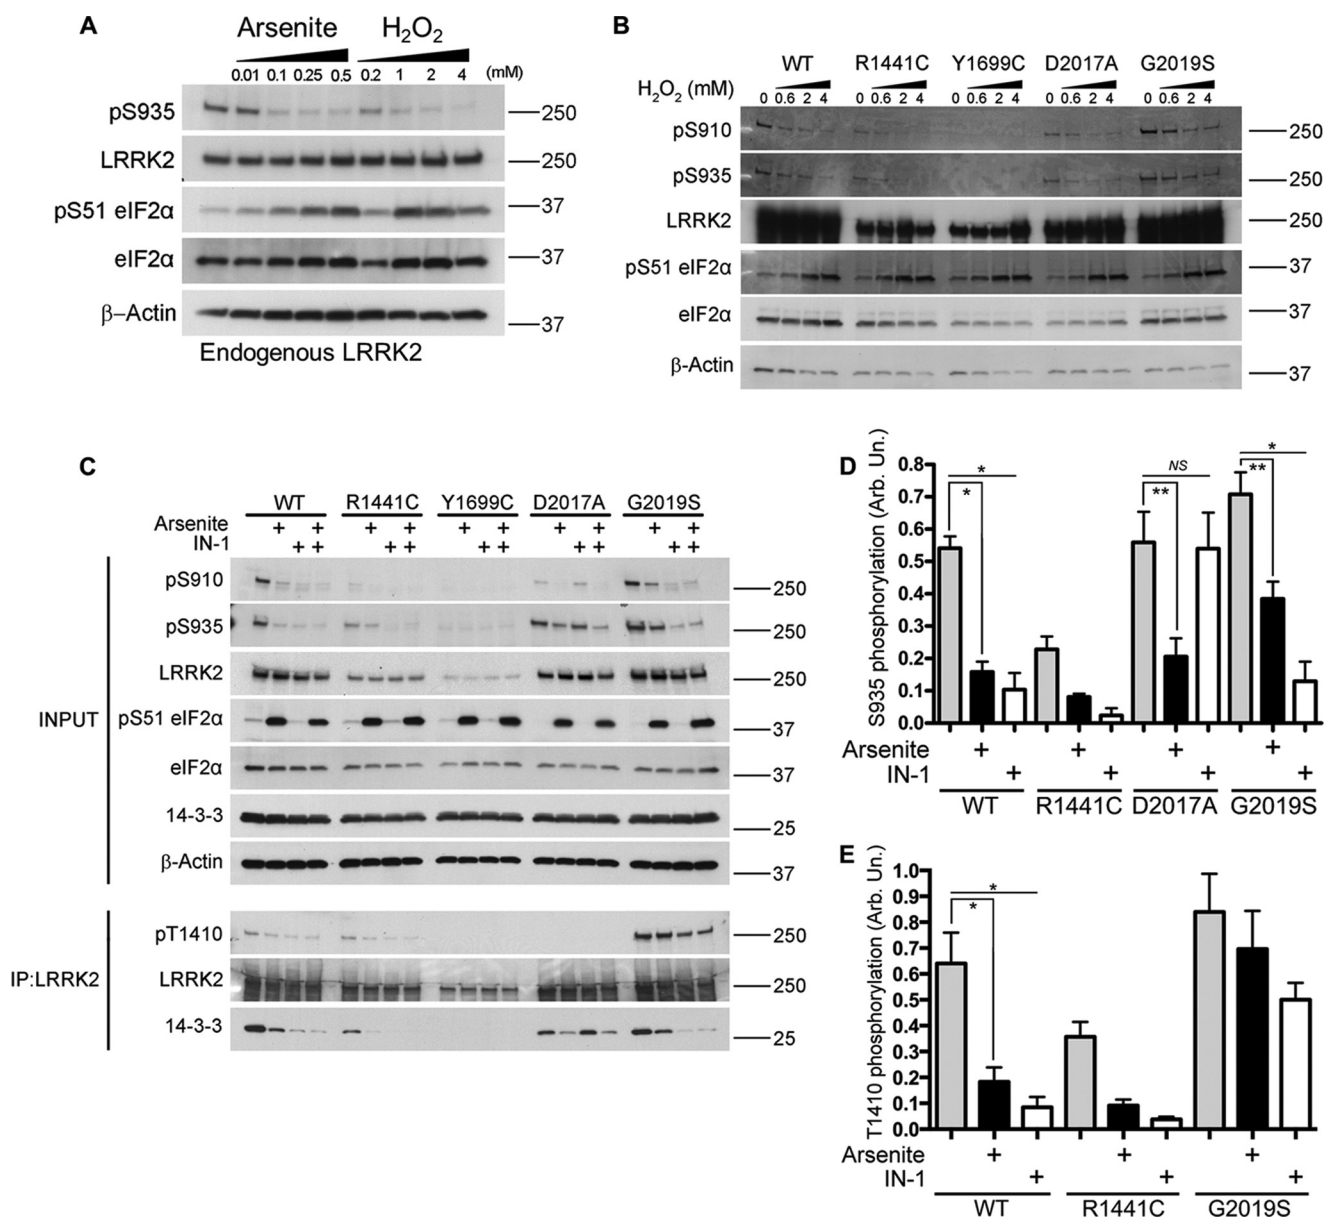 A
Arsenite H2O2
0.01 0.1 0.25 0.5 0.2 1 2 4 (mM)
pS935 250
LRRK2 250
pS51 eIF2α 37
eIF2α 37
β–Actin 37
Endogenous LRRK2
B
WT R1441C Y1699C D2017A G2019S
H2O2 (mM) 0 0.6 2 4 0 0.6 2 4 0 0.6 2 4 0 0.6 2 4 0 0.6 2 4
pS910 250
pS935 250
LRRK2 250
pS51 eIF2α 37
eIF2α 37
β-Actin 37
C
WT R1441C Y1699C D2017A G2019S
Arsenite + + + + + + + + + +
IN-1 + + + + + + + + + +
INPUT
pS910 250
pS935 250
LRRK2 250
pS51 eIF2α 37
eIF2α 37
14-3-3 25
β-Actin 37
IP:LRRK2
pT1410 250
LRRK2 250
14-3-3 25
D
S935 phosphorylation (Arb. Un.)
0.8
0.7
0.6
0.5
0.4
0.3
0.2
0.1
0.0
* * NS ** * **
Arsenite + + + +
IN-1 + + + +
WT R1441C D2017A G2019S
E
T1410 phosphorylation (Arb. Un.)
1.0
0.9
0.8
0.7
0.6
0.5
0.4
0.3
0.2
0.1
0.0
* *
Arsenite + + +
IN-1 + + +
WT R1441C G2019S